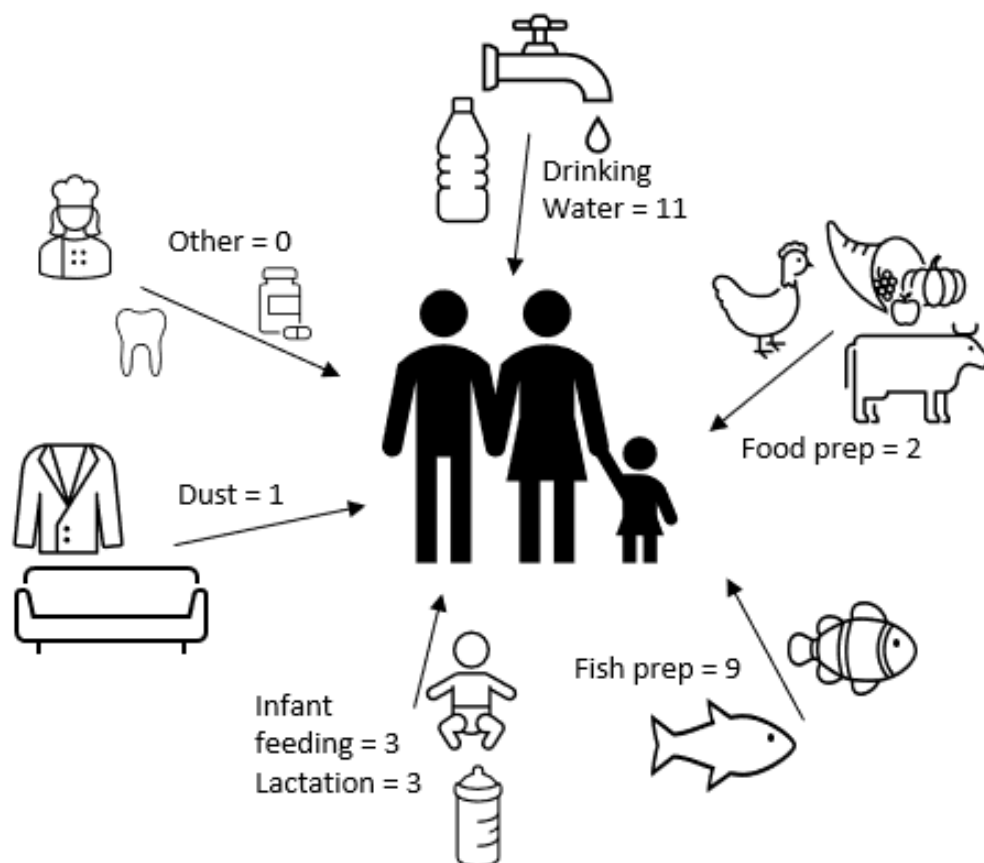 Drinking
Water = 11
Other = 0
Food prep = 2
Dust = 1
Fish prep = 9
Infant
feeding = 3
Lactation = 3